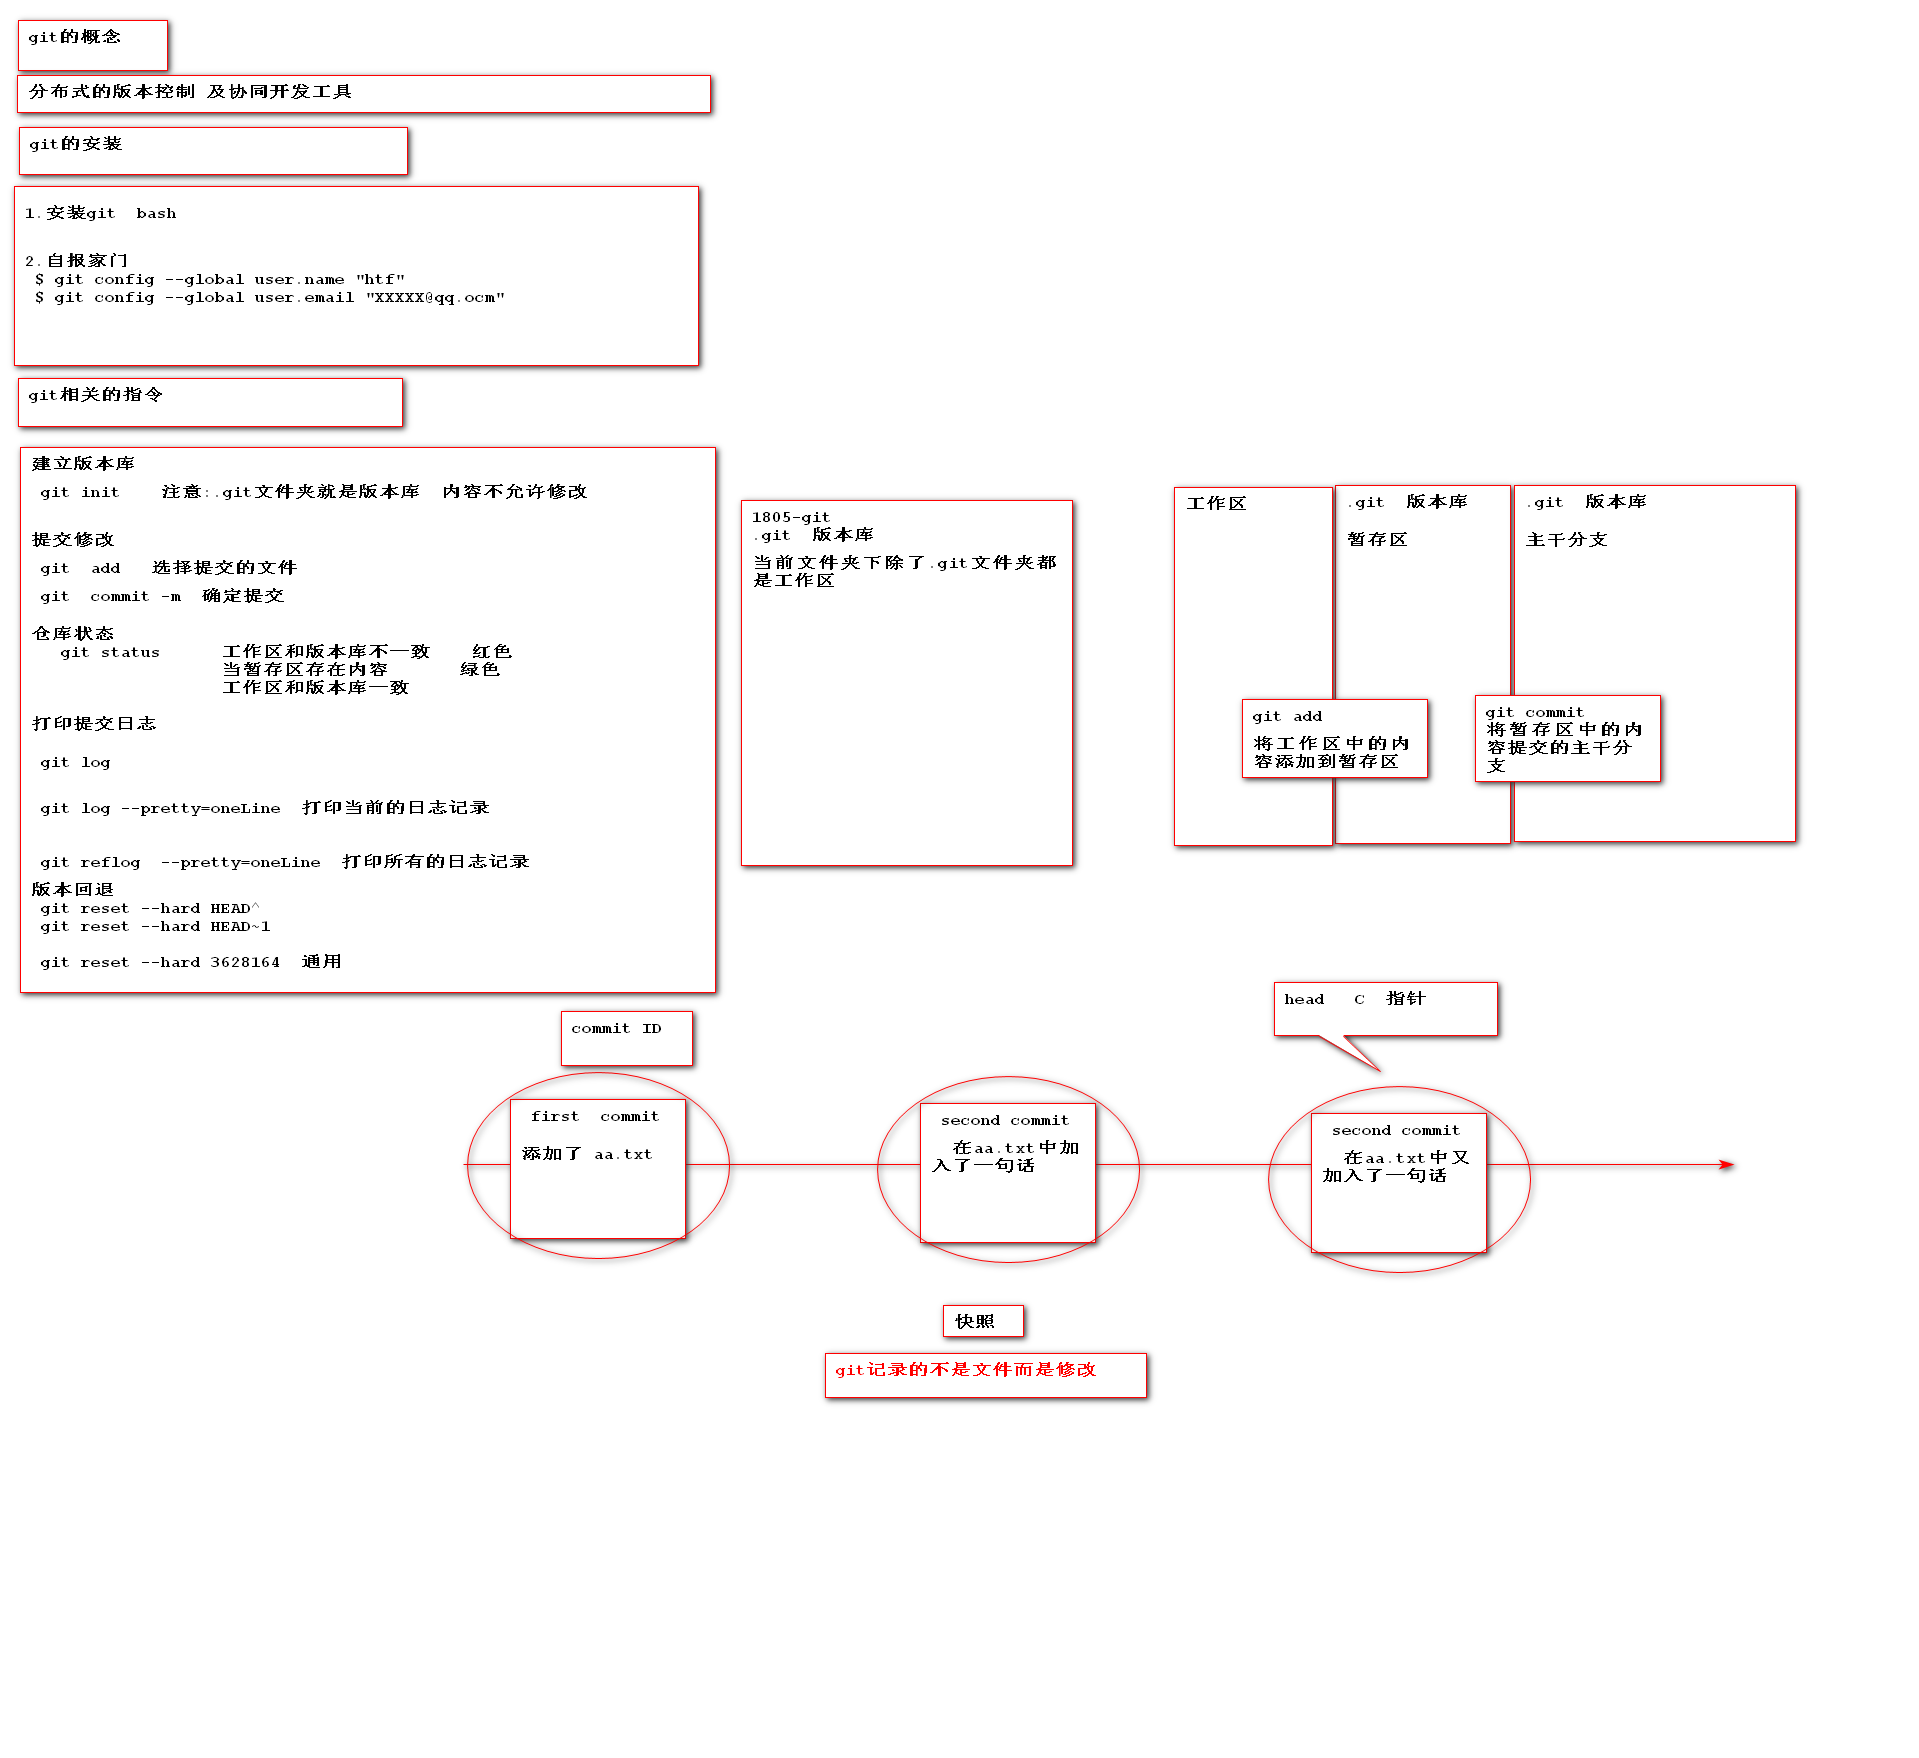 git的概念
分布式的版本控制 及协同开发工具
git的安装
1.安装git  bash
2.自报家门
$ git config --global user.name "htf"
$ git config --global user.email "XXXXX@qq.ocm"
git相关的指令
建立版本库
git init    注意:.git文件夹就是版本库  内容不允许修改
提交修改
git  add   选择提交的文件
git  commit -m  确定提交
仓库状态
git status      工作区和版本库不一致    红色
当暂存区存在内容       绿色
工作区和版本库一致
打印提交日志
git log
git log --pretty=oneLine  打印当前的日志记录
git reflog  --pretty=oneLine  打印所有的日志记录
版本回退
git reset --hard HEAD^
git reset --hard HEAD~1
git reset --hard 3628164  通用
1805-git
.git  版本库
当前文件夹下除了.git文件夹都
是工作区
工作区
.git  版本库
暂存区
.git  版本库
主干分支
git add
将工作区中的内
容添加到暂存区
git commit
将暂存区中的内
容提交的主干分
支
commit ID
head   C  指针
first  commit
添加了 aa.txt
second commit
在aa.txt中加
入了一句话
second commit
在aa.txt中又
加入了一句话
快照
git记录的不是文件而是修改